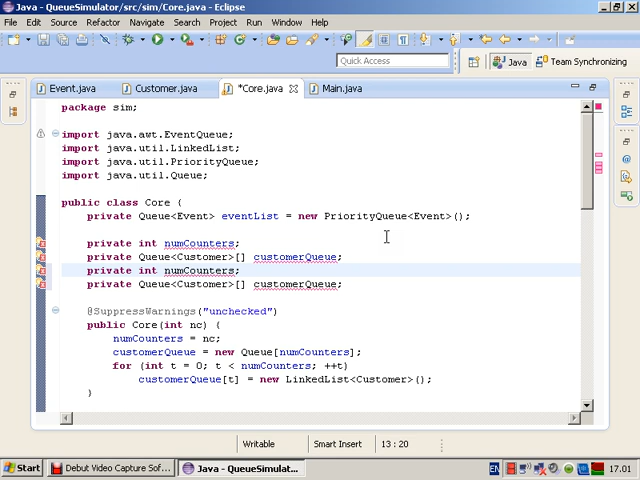 Java - QueueSimulator/src/sim/Core.java - Eclipse
File Edit Source Refactor Navigate Search Project Run Window Help
Quick Access
Java Team Synchronizing
Event.java Customer.java *Core.java Main.java
package sim;
import java.awt.EventQueue;
import java.util.LinkedList;
import java.util.PriorityQueue;
import java.util.Queue;
public class Core {
private Queue<Event> eventList = new PriorityQueue<Event>();
private int numCounters;
private Queue<Customer>[] customerQueue;
private int numCounters;
private Queue<Customer>[] customerQueue;
@SuppressWarnings("unchecked")
public Core(int nc) {
numCounters = nc;
customerQueue = new Queue[numCounters];
for (int t = 0; t < numCounters; ++t)
customerQueue[t] = new LinkedList<Customer>();
}
Writable Smart Insert 13 : 20
Start Debut Video Capture Sof... Java - QueueSimulat... EN 17.01